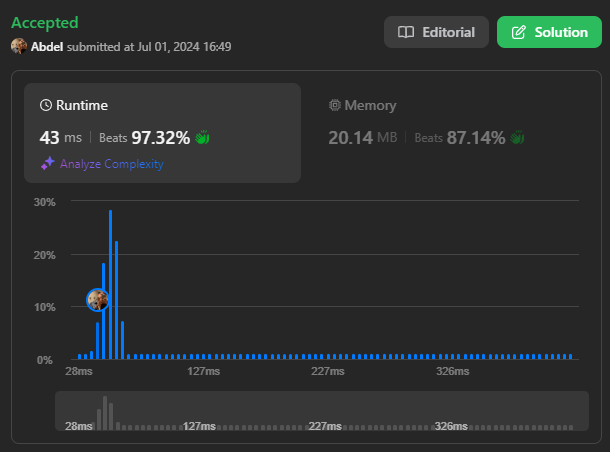 Accepted
Abdel submitted at Jul 01, 2024 16:49
Editorial
Solution
Runtime
43 ms | Beats 97.32%
Analyze Complexity
Memory
20.14 MB | Beats 87.14%
30%
20%
10%
0%
28ms 127ms 227ms 326ms
28ms 127ms 227ms 326ms